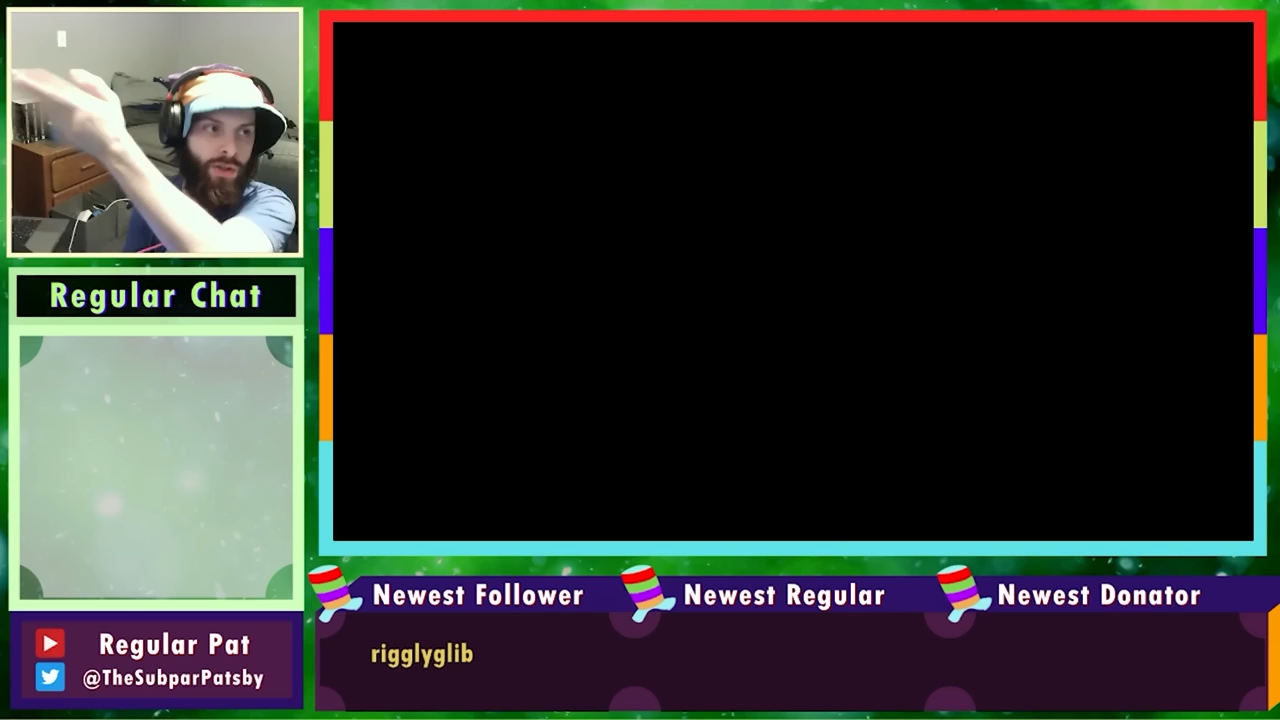 Regular Chat
Regular Pat
@TheSubparPatsby
Newest Follower
Newest Regular
Newest Donator
rigglyglib